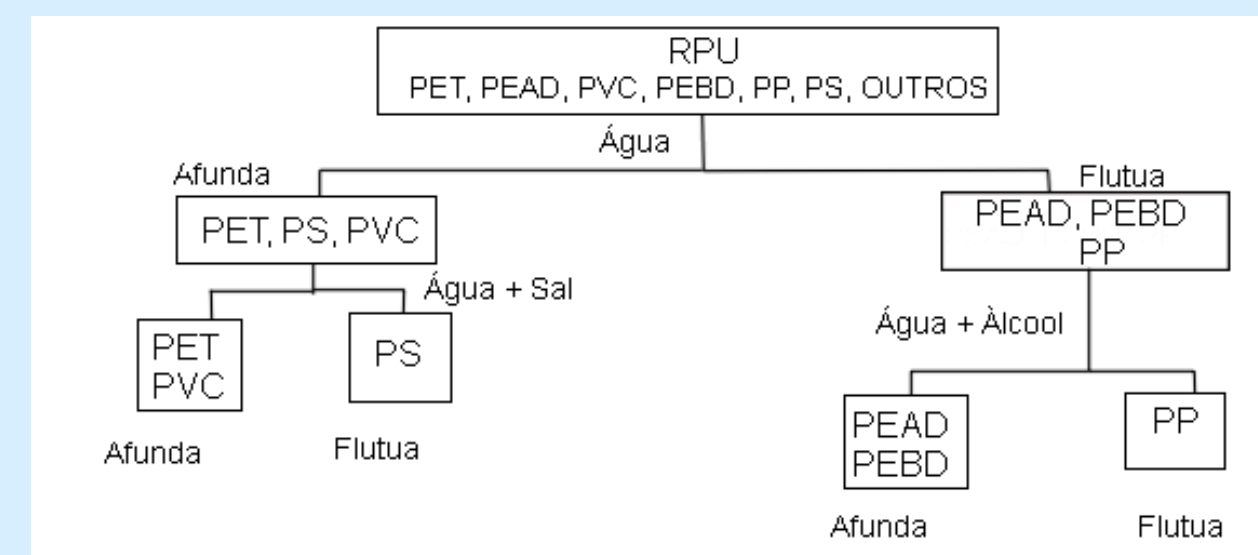 RPU
PET, PEAD, PVC, PEBD, PP, PS, OUTROS
Água
Afunda
Flutua
PET, PS, PVC
PEAD, PEBD
PP
Água + Sal
Água + Àlcool
PET
PVC
PS
PEAD
PEBD
PP
Afunda
Flutua
Afunda
Flutua